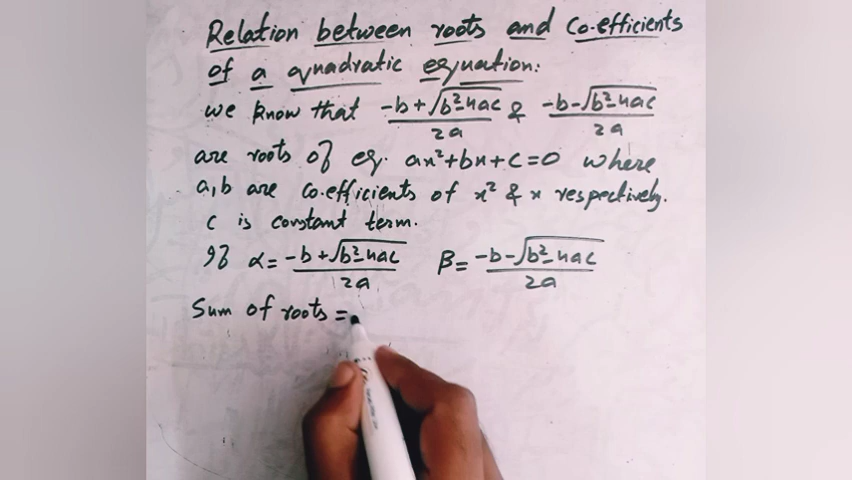 Relation between roots and Co-efficients
of a quadratic equation:
we know that -b + √b²-4ac / 2a & -b - √b²-4ac / 2a
are roots of eq. ax²+bx+c=0 where
a,b are co-efficients of x² & x respectively.
c is constant term.
If α = -b + √b²-4ac / 2a β = -b - √b²-4ac / 2a
Sum of roots =